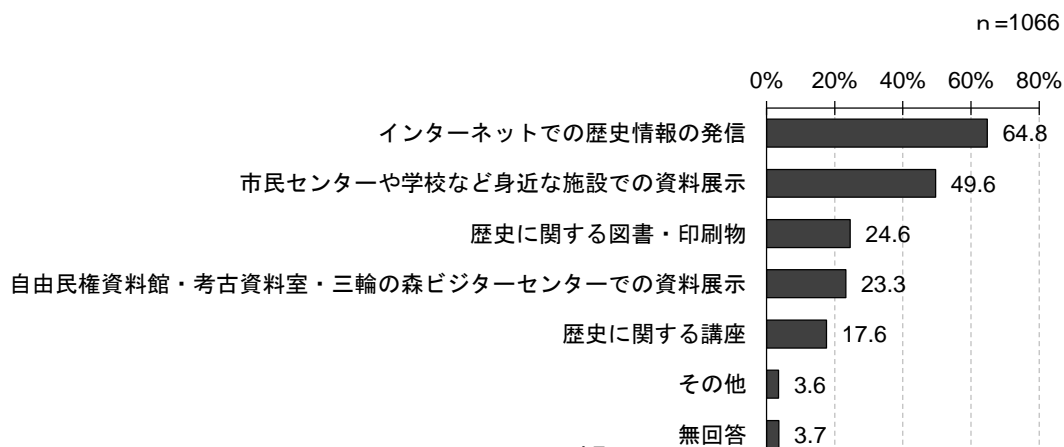 n=1066
0% 20% 40% 60% 80%
インターネットでの歴史情報の発信 64.8
市民センターや学校など身近な施設での資料展示 49.6
歴史に関する図書・印刷物 24.6
自由民権資料館・考古資料室・三輪の森ビジターセンターでの資料展示 23.3
歴史に関する講座 17.6
その他 3.6
無回答 3.7